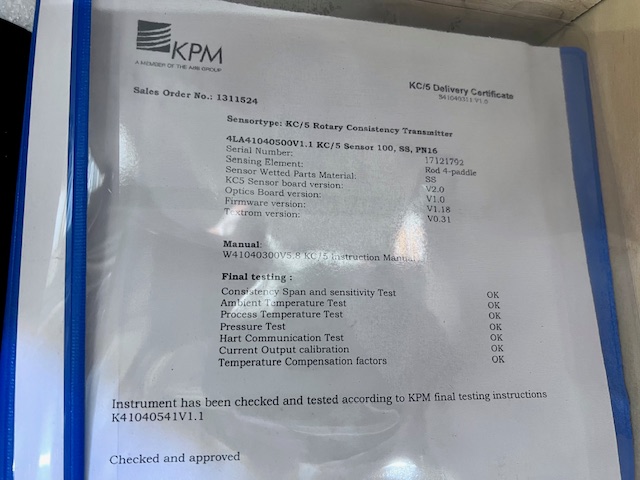 KPM
A MEMBER OF THE ABB GROUP
KC/5 Delivery Certificate
S41040311 V1.0
Sales Order No.: 1311524
Sensortype: KC/5 Rotary Consistency Transmitter
4LA41040500V1.1 KC/5 Sensor 100, SS, PN16
Serial Number: 17121792
Sensing Element: Rod 4-paddle
Sensor Wetted Parts Material: SS
KC5 Sensor board version: V2.0
Optics Board version: V1.0
Firmware version: V1.18
Textrom version: V0.31
Manual:
W41040300V5.8 KC/5 Instruction Manual
Final testing :
Consistency Span and sensitivity Test OK
Ambient Temperature Test OK
Process Temperature Test OK
Pressure Test OK
Hart Communication Test OK
Current Output calibration OK
Temperature Compensation factors OK
Instrument has been checked and tested according to KPM final testing instructions
K41040541V1.1
Checked and approved